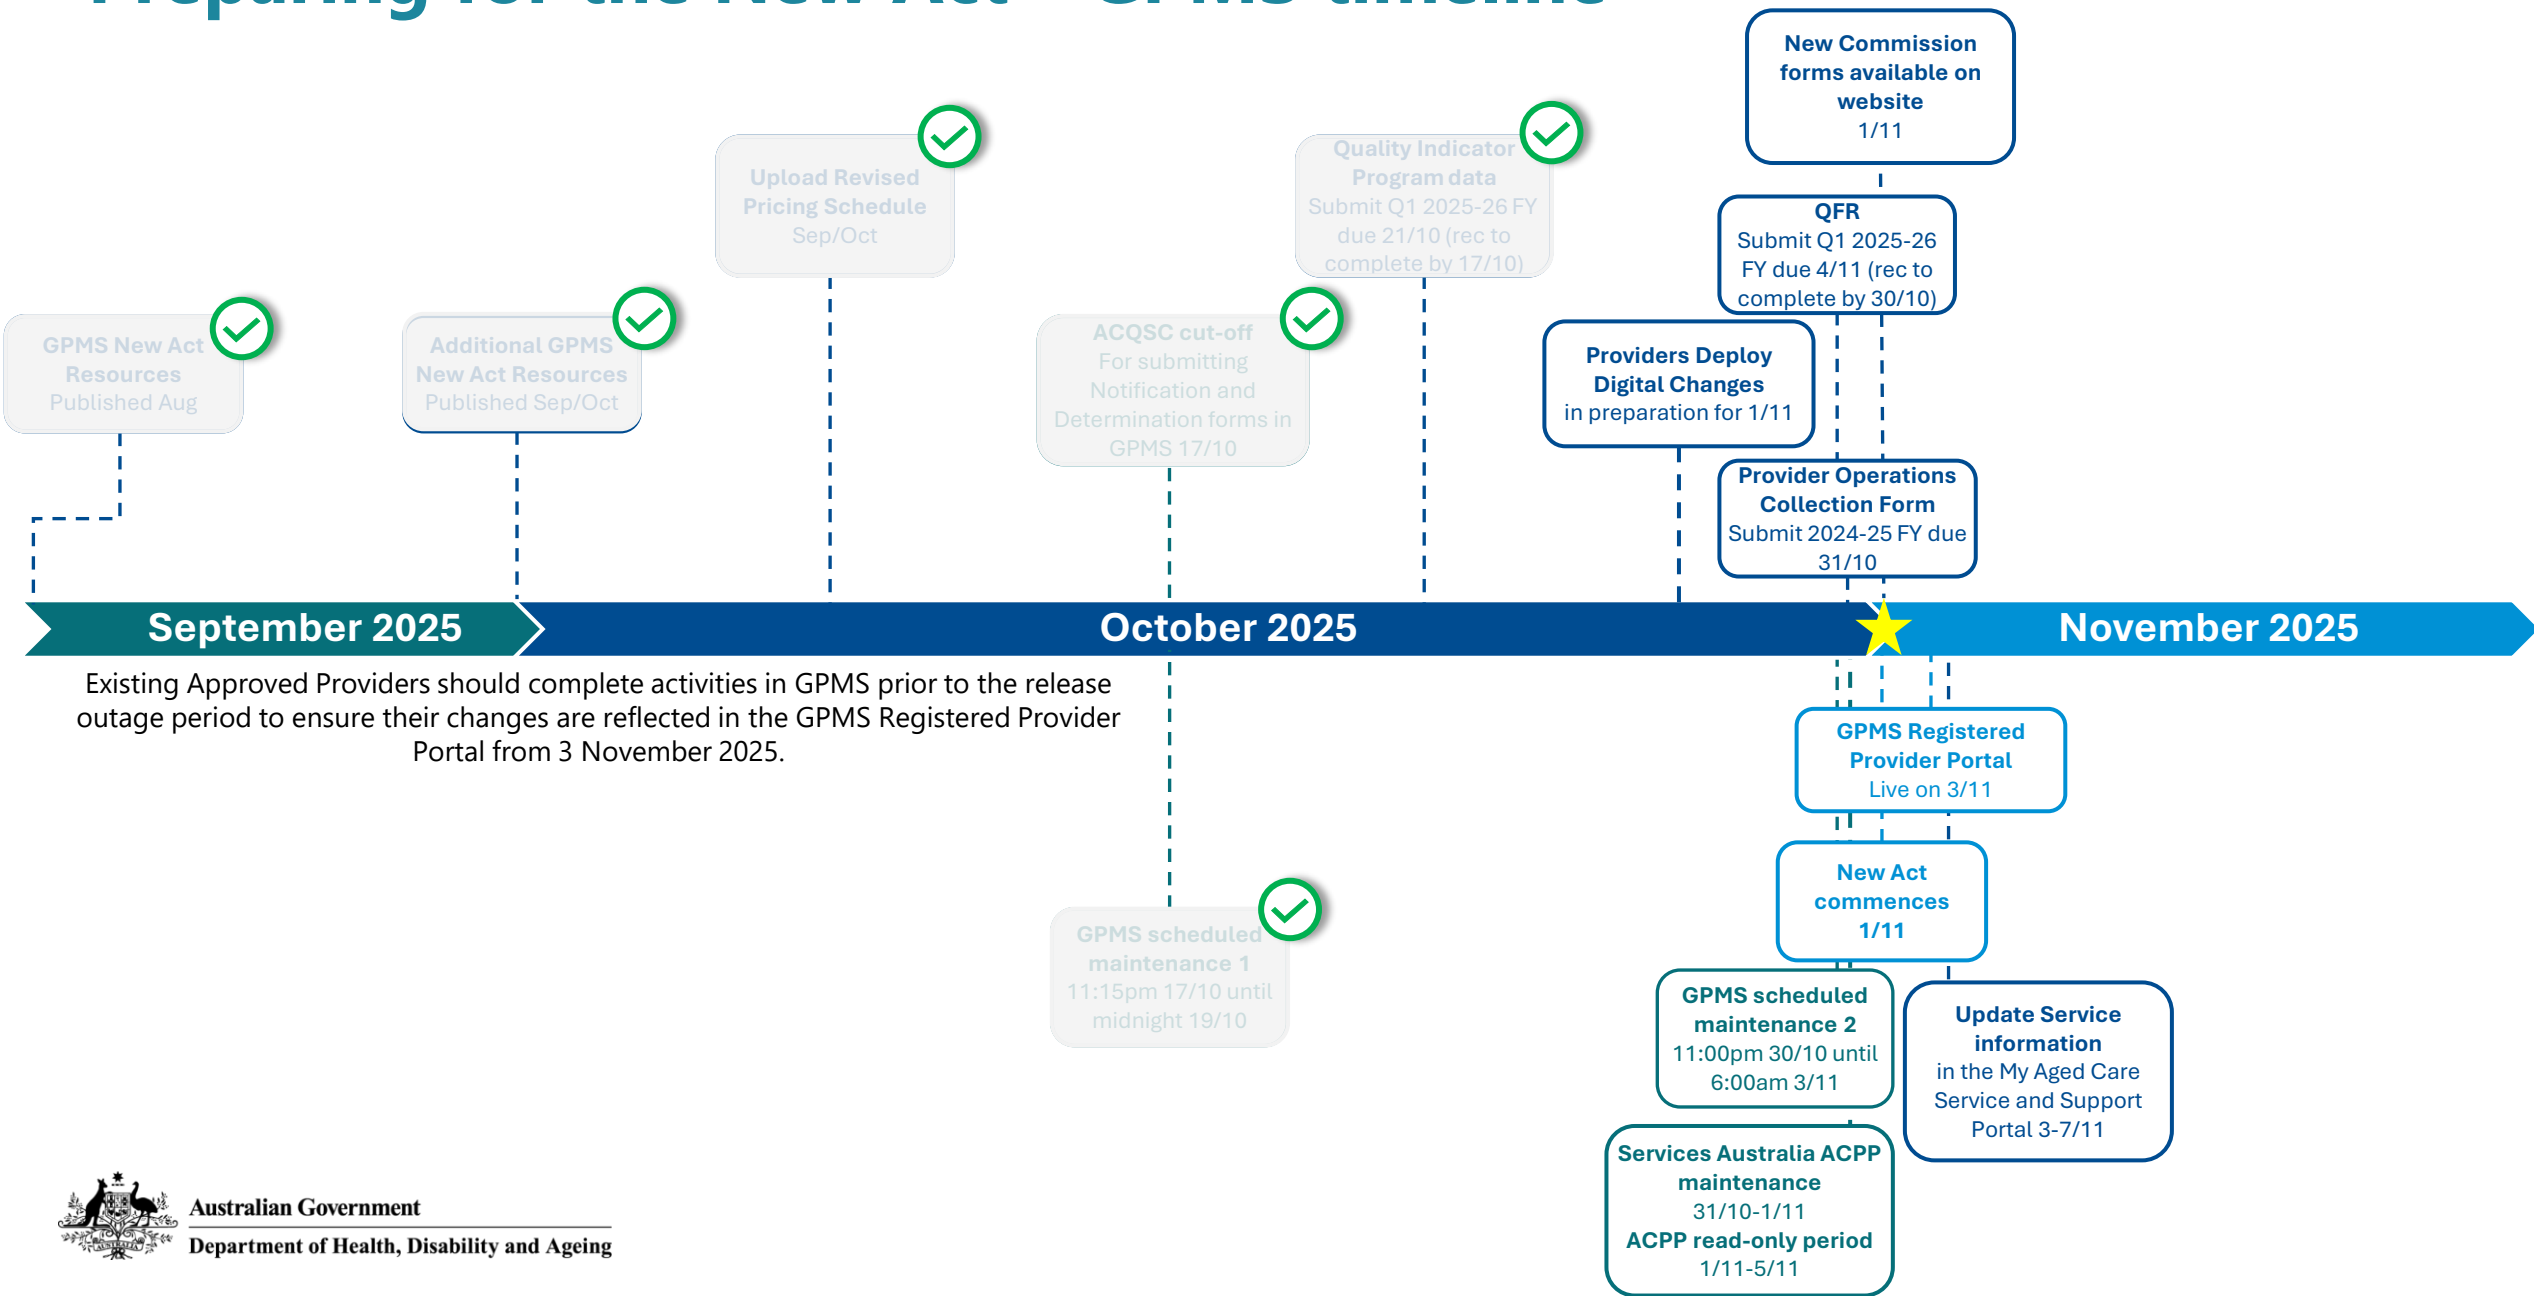 Preparing for the New Act – GPMS timeline
New Commission
forms available on
website
1/11
Upload Revised
Pricing Schedule
Sep/Oct
Quality Indicator
Program data
Submit Q1 2025-26 FY
due 21/10 (rec to
complete by 17/10)
QFR
Submit Q1 2025-26
FY due 4/11 (rec to
complete by 30/10)
GPMS New Act
Resources
Published Aug
Additional GPMS
New Act Resources
Published Sep/Oct
ACQSC cut-off
For submitting
Notification and
Determination forms in
GPMS 17/10
Providers Deploy
Digital Changes
in preparation for 1/11
Provider Operations
Collection Form
Submit 2024-25 FY due
31/10
September 2025
October 2025
November 2025
Existing Approved Providers should complete activities in GPMS prior to the release
outage period to ensure their changes are reflected in the GPMS Registered Provider
Portal from 3 November 2025.
GPMS Registered
Provider Portal
Live on 3/11
New Act
commences
1/11
GPMS scheduled
maintenance 1
11:15pm 17/10 until
midnight 19/10
GPMS scheduled
maintenance 2
11:00pm 30/10 until
6:00am 3/11
Update Service
information
in the My Aged Care
Service and Support
Portal 3-7/11
Services Australia ACPP
maintenance
31/10-1/11
ACPP read-only period
1/11-5/11
AUSTRALIA
Australian Government
Department of Health, Disability and Ageing